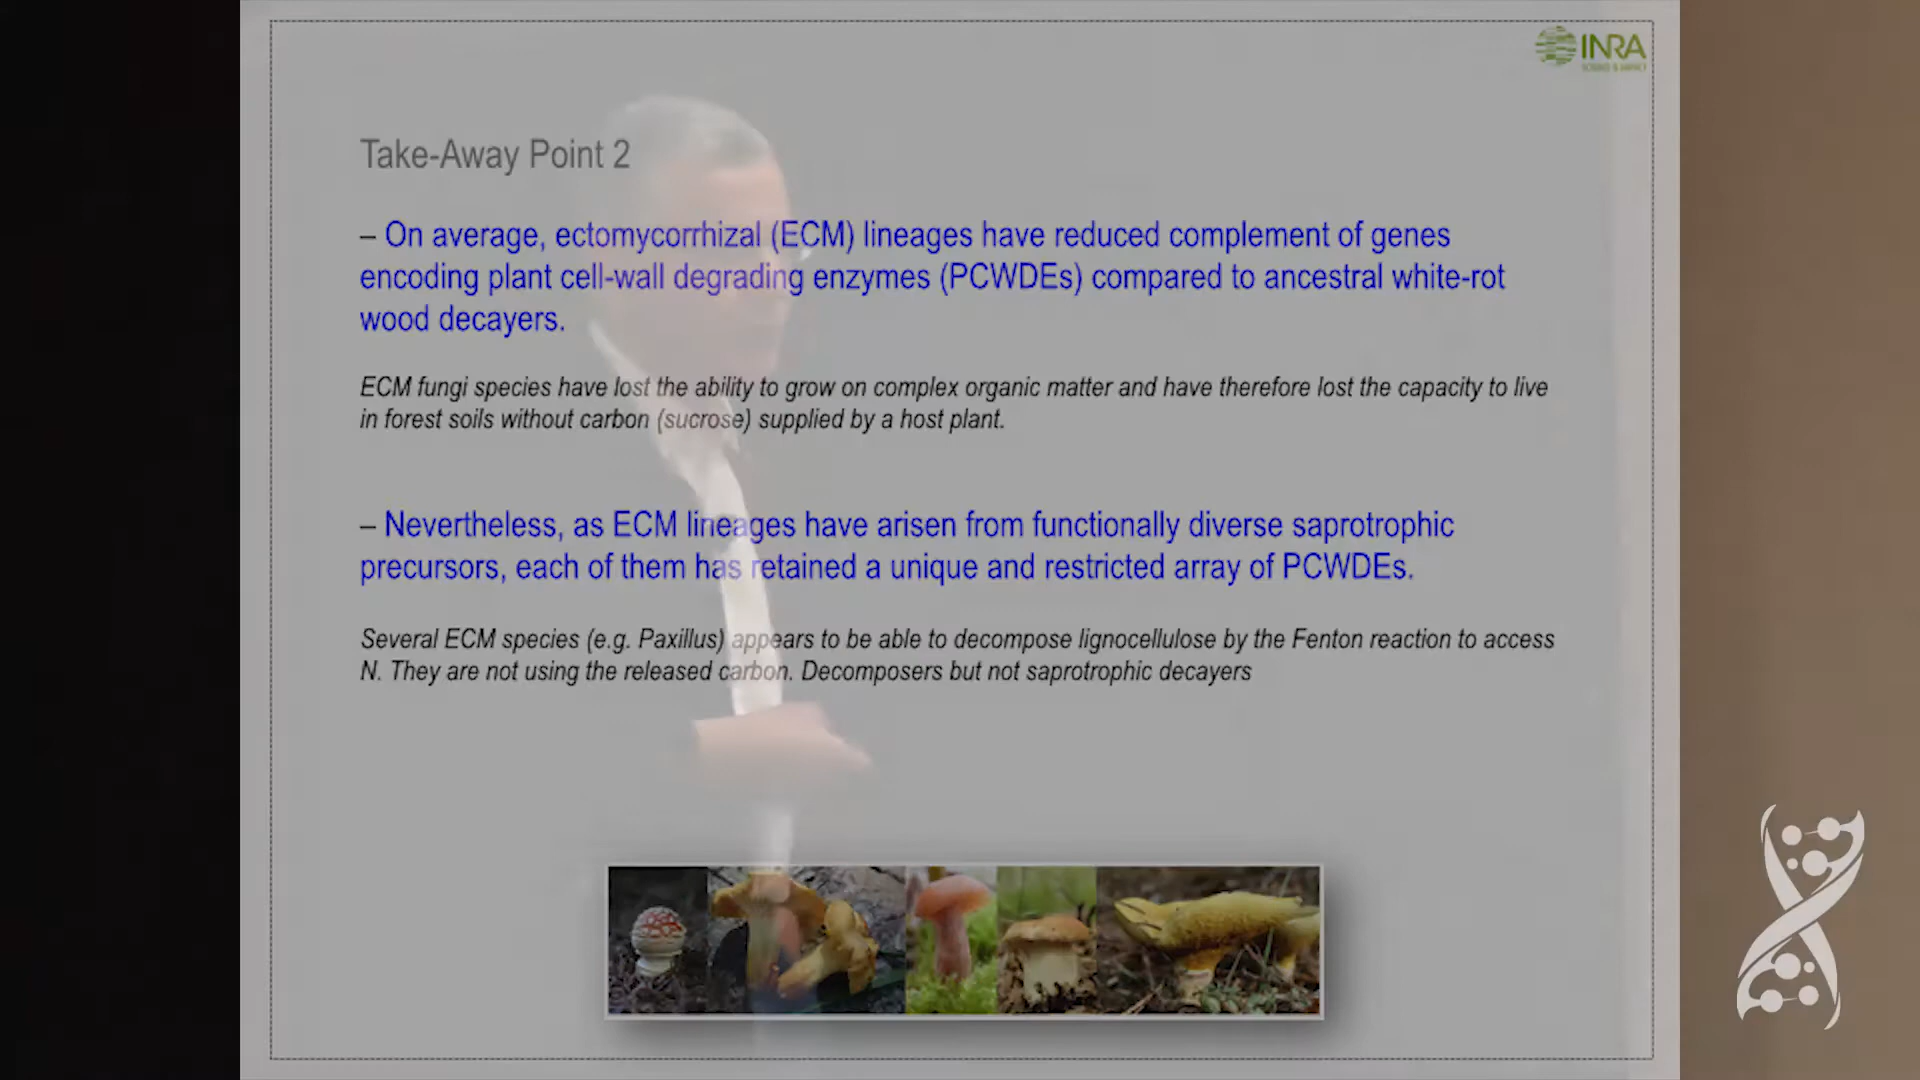 INRA
Take-Away Point 2
– On average, ectomycorrhizal (ECM) lineages have reduced complement of genes
encoding plant cell-wall degrading enzymes (PCWDEs) compared to ancestral white-rot
wood decayers.
ECM fungi species have lost the ability to grow on complex organic matter and have therefore lost the capacity to live
in forest soils without carbon (sucrose) supplied by a host plant.
– Nevertheless, as ECM lineages have arisen from functionally diverse saprotrophic
precursors, each of them has retained a unique and restricted array of PCWDEs.
Several ECM species (e.g. Paxillus) appears to be able to decompose lignocellulose by the Fenton reaction to access
N. They are not using the released carbon. Decomposers but not saprotrophic decayers